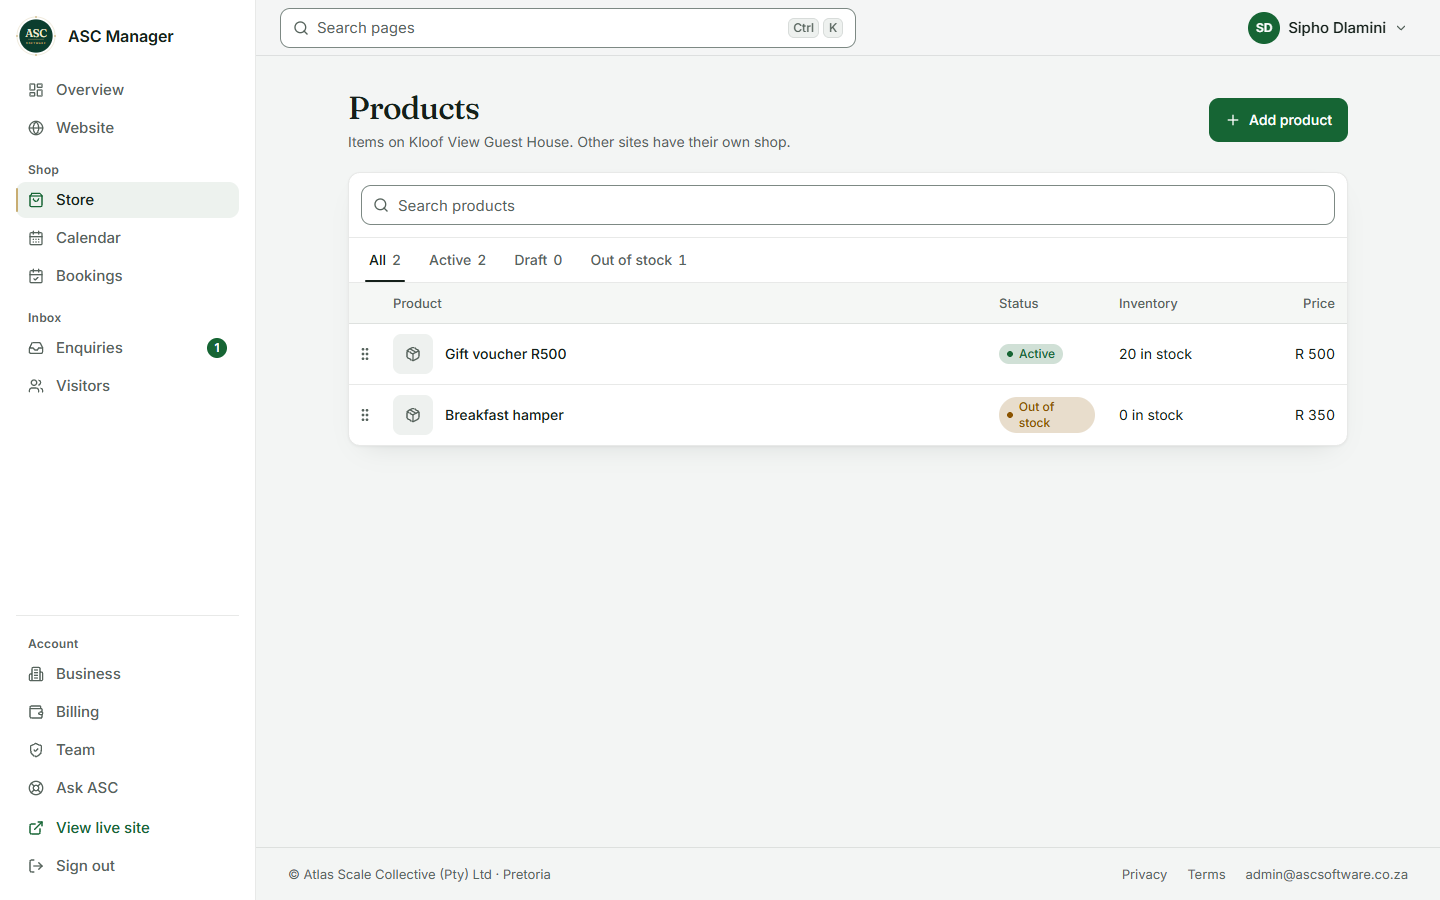 ASC
SOFTWARE
ASC Manager
Overview
Website
Shop
Store
Calendar
Bookings
Inbox
Enquiries 1
Visitors
Account
Business
Billing
Team
Ask ASC
View live site
Sign out
Search pages Ctrl K
SD Sipho Dlamini
Products
Items on Kloof View Guest House. Other sites have their own shop.
Add product
Search products
All 2 Active 2 Draft 0 Out of stock 1
Product Status Inventory Price
Gift voucher R500 Active 20 in stock R 500
Breakfast hamper Out of stock 0 in stock R 350
© Atlas Scale Collective (Pty) Ltd · Pretoria
Privacy Terms admin@ascsoftware.co.za